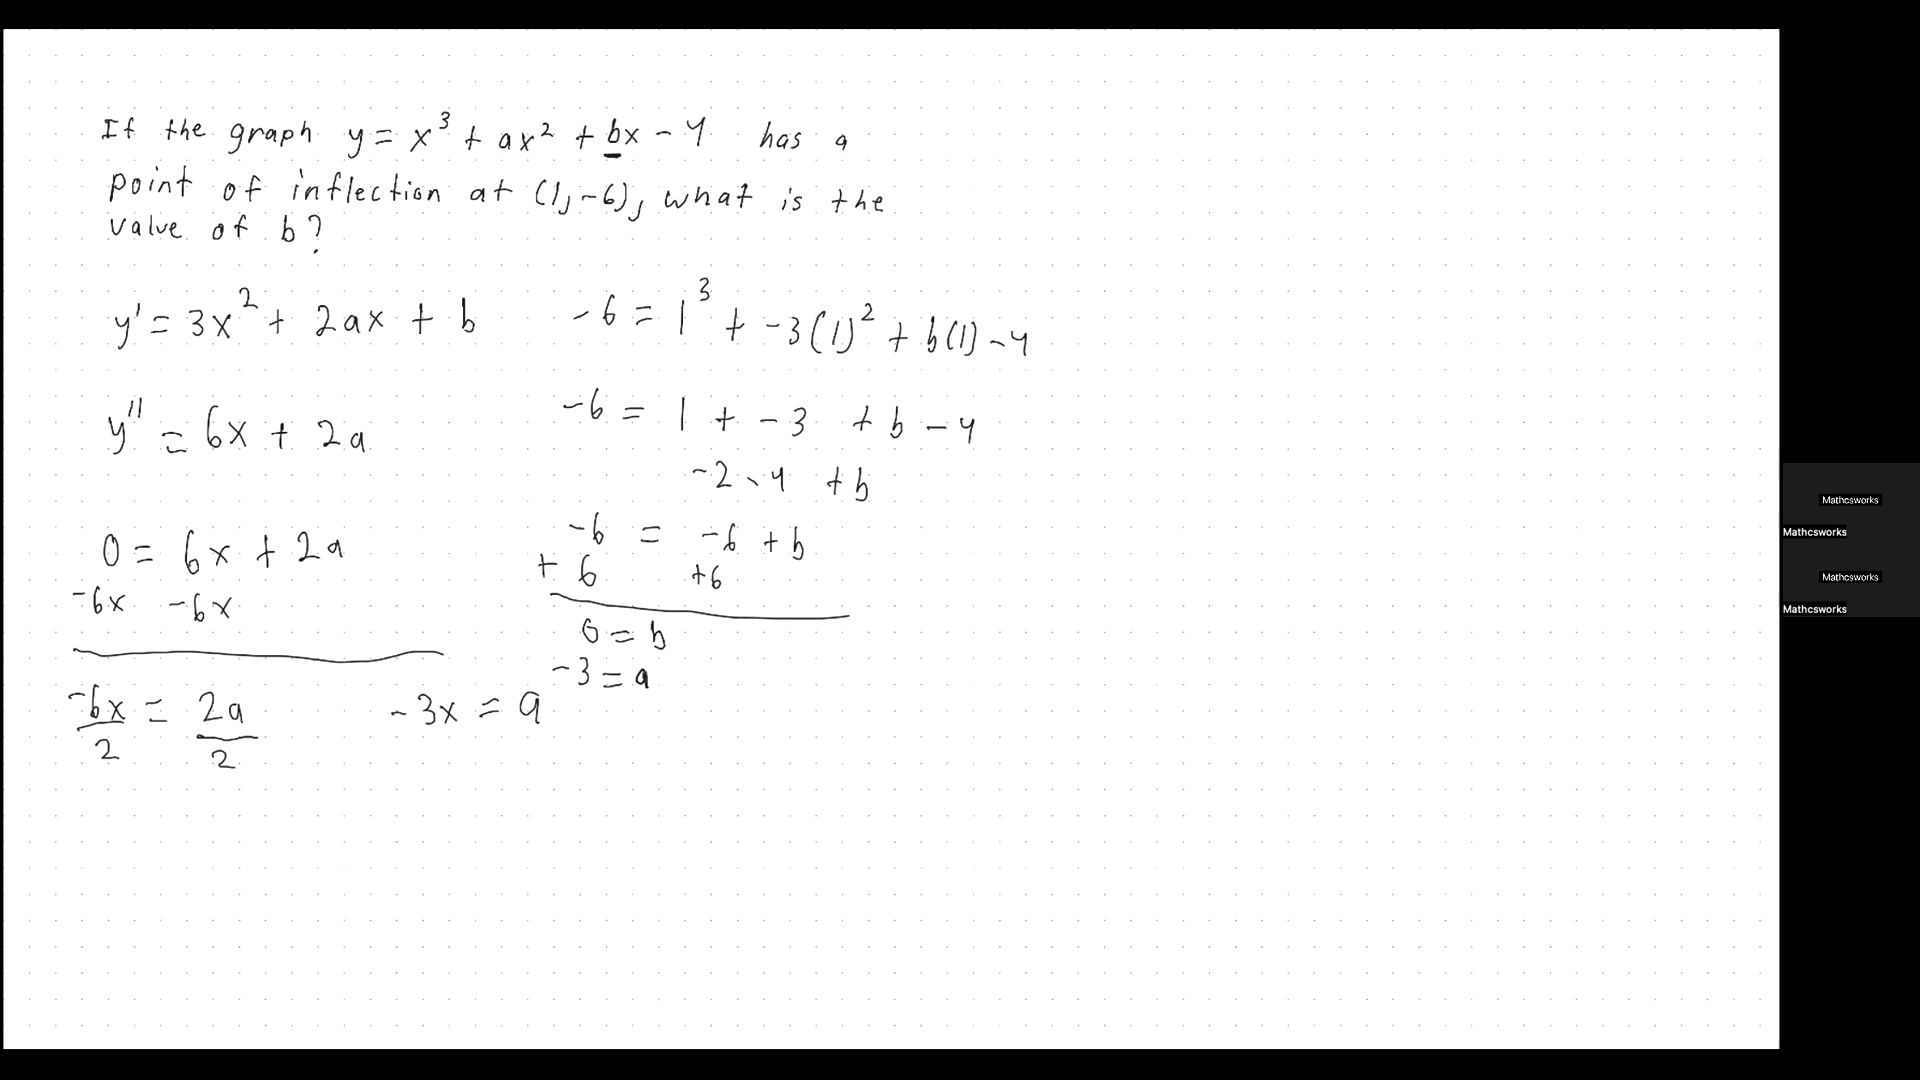 If the graph y = x³ + ax² + bx - 4 has a
point of inflection at (1, -6), what is the
value of b?
y' = 3x² + 2ax + b
y'' = 6x + 2a
0 = 6x + 2a
-6x -6x
-6x/2 = 2a/2
-3x = a
-6 = 1³ + -3(1)² + b(1) - 4
-6 = 1 + -3 + b - 4
-2 - 4 + b
-6 = -6 + b
+ 6 +6
0 = b
-3 = a
Mathcsworks
Mathcsworks
Mathcsworks
Mathcsworks